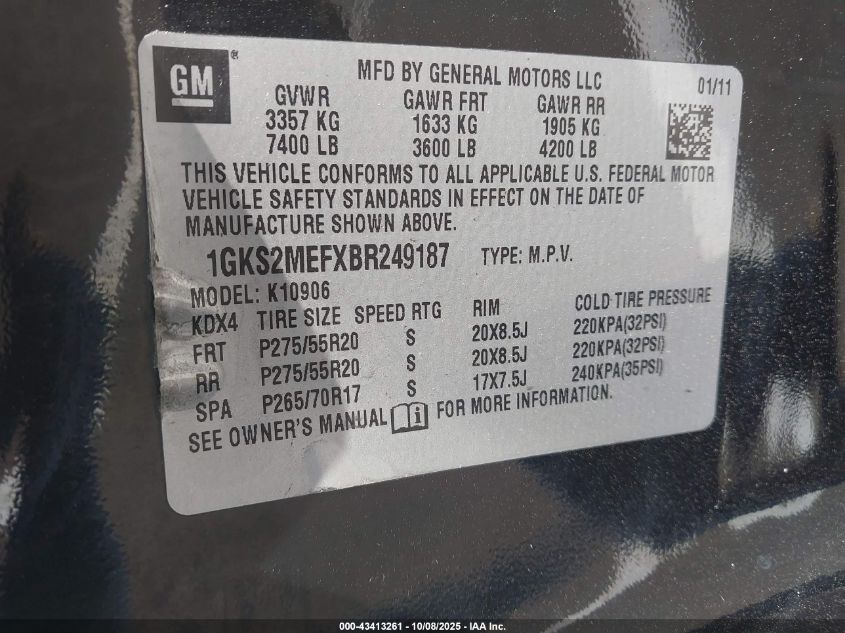 GM®
MFD BY GENERAL MOTORS LLC
01/11
GVWR GAWR FRT GAWR RR
3357 KG 1633 KG 1905 KG
7400 LB 3600 LB 4200 LB
THIS VEHICLE CONFORMS TO ALL APPLICABLE U.S. FEDERAL MOTOR
VEHICLE SAFETY STANDARDS IN EFFECT ON THE DATE OF
MANUFACTURE SHOWN ABOVE.
1GKS2MEFXBR249187 TYPE: M.P.V.
MODEL: K10906
KDX4 TIRE SIZE SPEED RTG RIM COLD TIRE PRESSURE
FRT P275/55R20 S 20X8.5J 220KPA(32PSI)
RR P275/55R20 S 20X8.5J 220KPA(32PSI)
SPA P265/70R17 S 17X7.5J 240KPA(35PSI)
SEE OWNER'S MANUAL i FOR MORE INFORMATION.
000-43413261 - 10/08/2025 - IAA Inc.